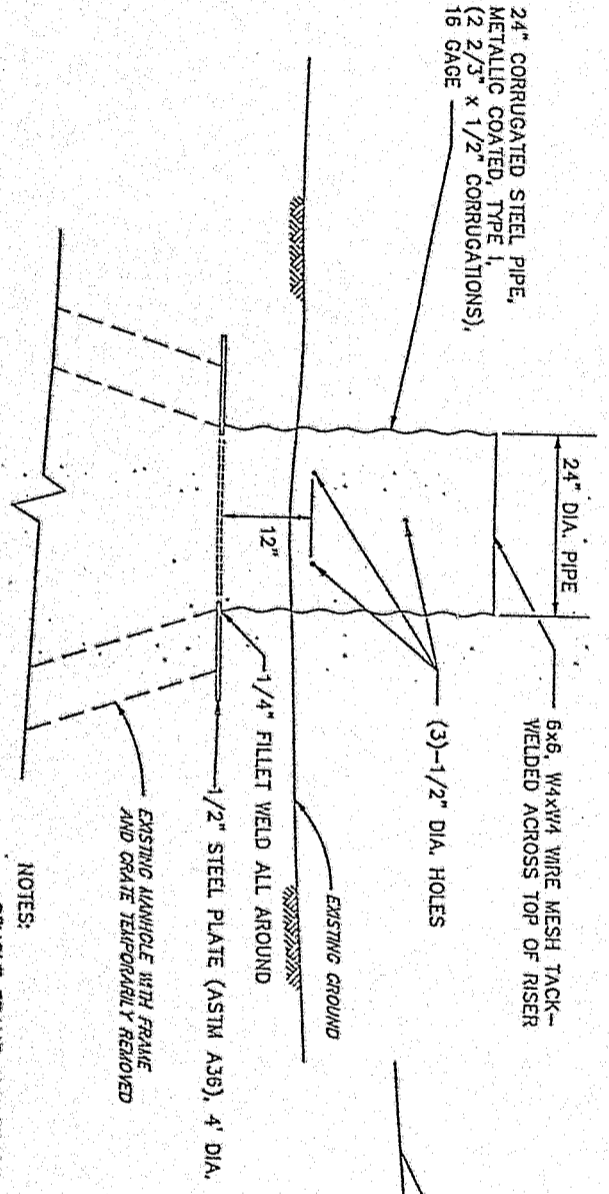 24" CORRUGATED STEEL PIPE,
METALLIC COATED, TYPE I,
(2 2/3" x 1/2" CORRUGATIONS),
16 GAGE
24" DIA. PIPE
6x6, W4xW4 WIRE MESH TACK-
WELDED ACROSS TOP OF RISER
(3)-1/2" DIA. HOLES
12"
EXISTING GROUND
1/4" FILLET WELD ALL AROUND
1/2" STEEL PLATE (ASTM A36), 4' DIA.
EXISTING MANHOLE WITH FRAME
AND GRATE TEMPORARILY REMOVED
NOTES: